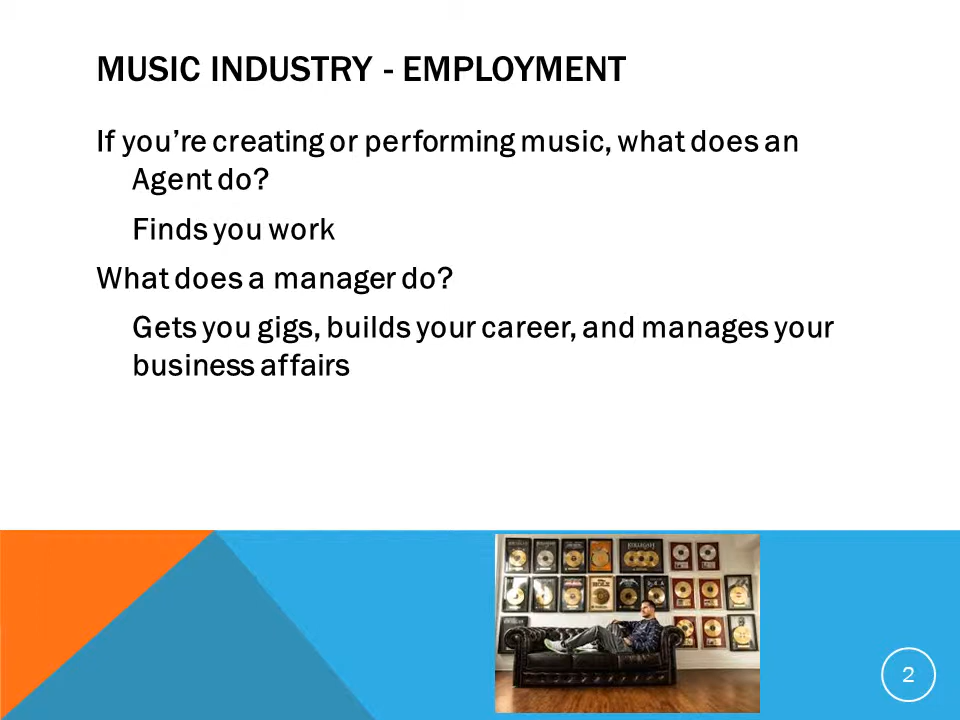 MUSIC INDUSTRY - EMPLOYMENT
If you’re creating or performing music, what does an
Agent do?
Finds you work
What does a manager do?
Gets you gigs, builds your career, and manages your
business affairs
2